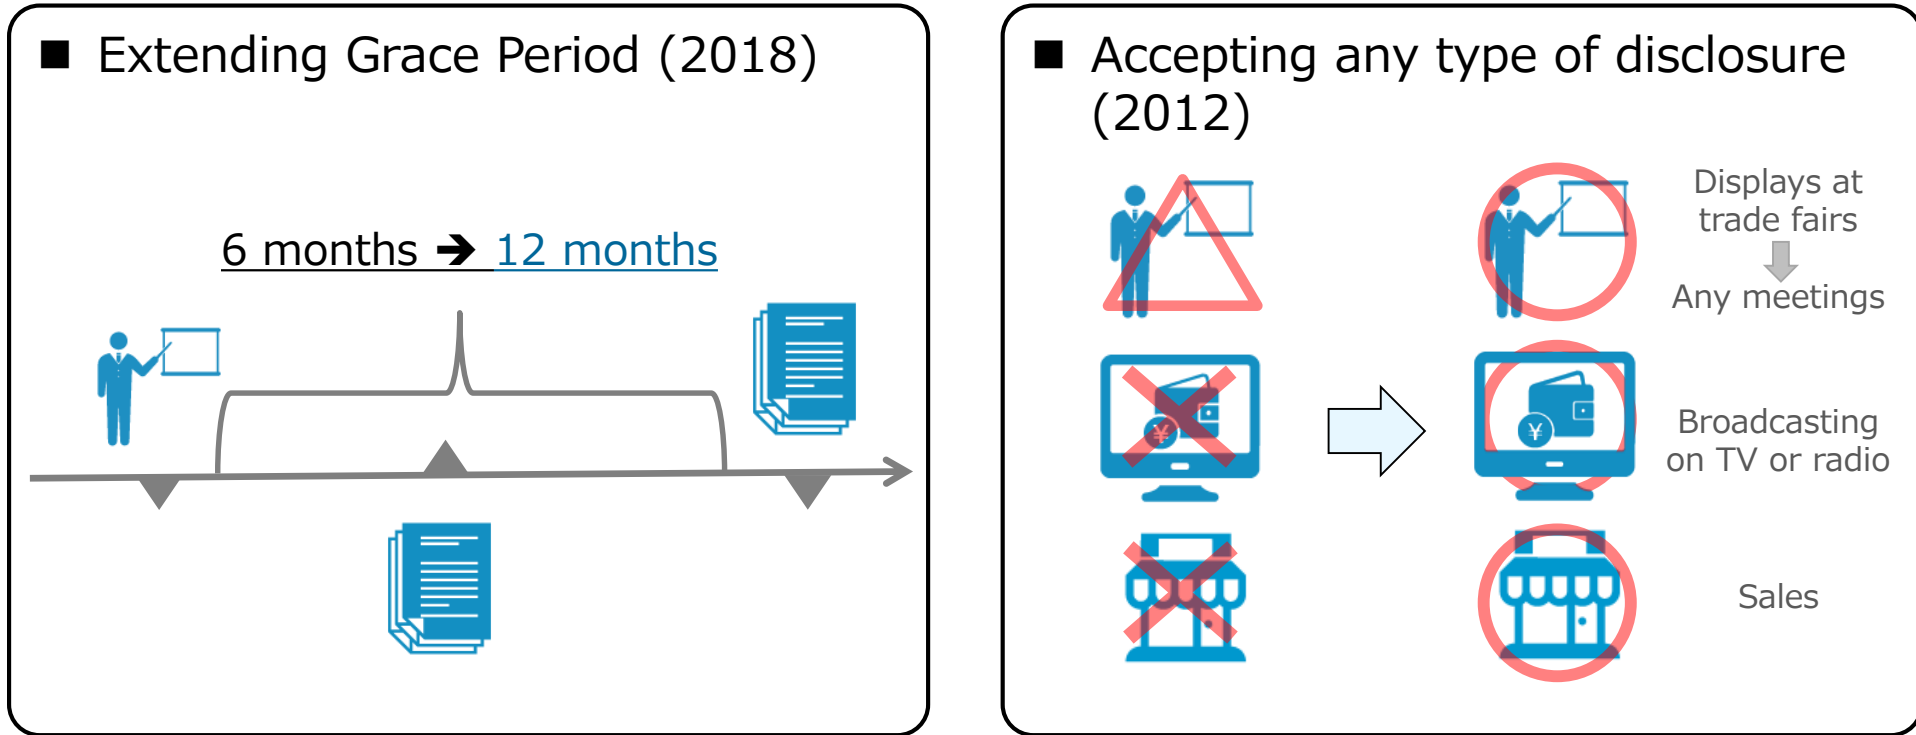 ■ Extending Grace Period (2018)
6 months ➔ 12 months
■ Accepting any type of disclosure
(2012)
Displays at
trade fairs
Any meetings
¥
¥
Broadcasting
on TV or radio
Sales